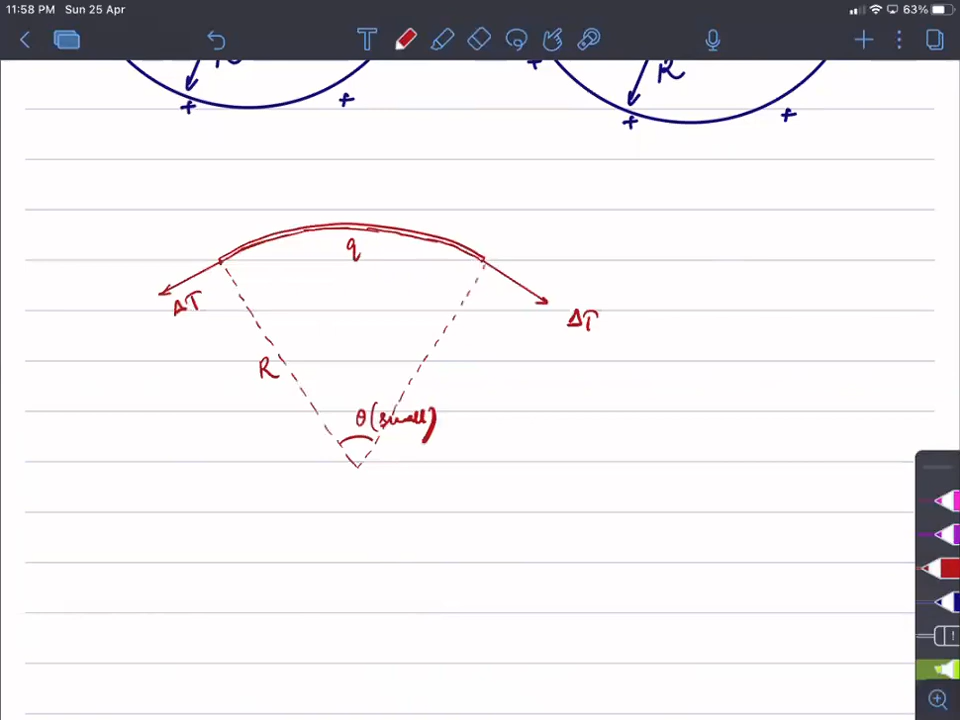 11:58 PM Sun 25 Apr 63%
T
R
+ + + + +
q
ΔT
ΔT
R
θ(small)